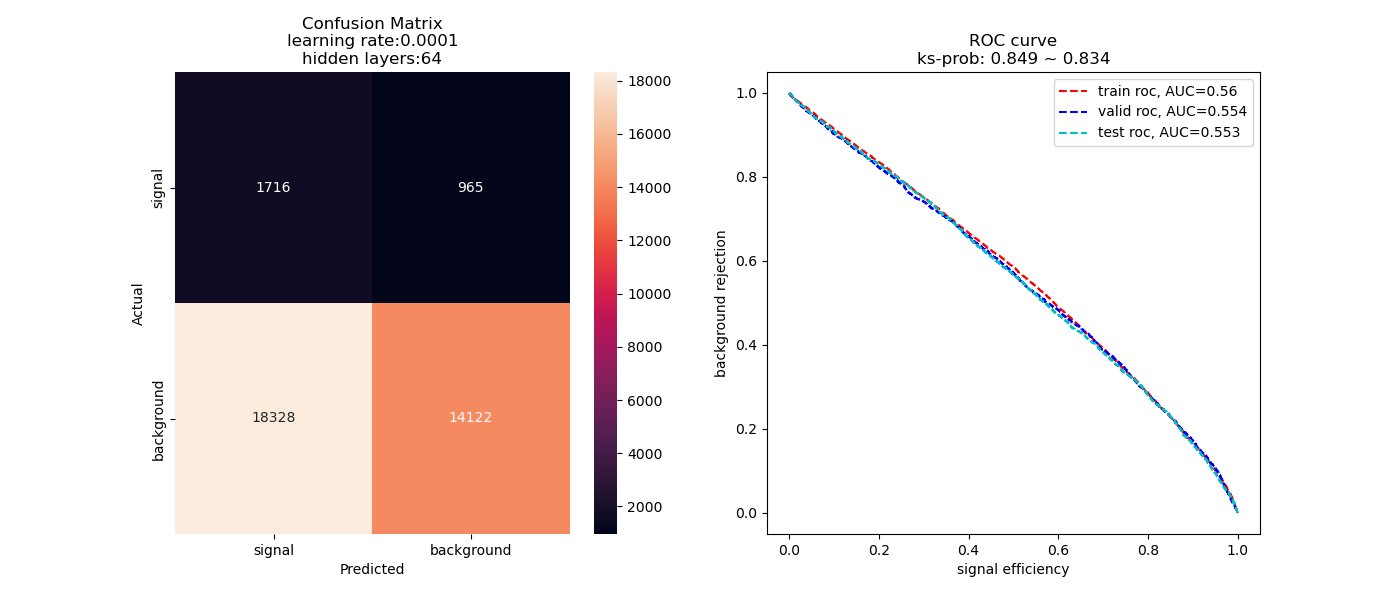 Confusion Matrix
learning rate:0.0001
hidden layers:64
signal
background
Actual
1716
965
18328
14122
signal
background
Predicted
18000
16000
14000
12000
10000
8000
6000
4000
2000
ROC curve
ks-prob: 0.849 ~ 0.834
train roc, AUC=0.56
valid roc, AUC=0.554
test roc, AUC=0.553
background rejection
1.0
0.8
0.6
0.4
0.2
0.0
0.0
0.2
0.4
0.6
0.8
1.0
signal efficiency